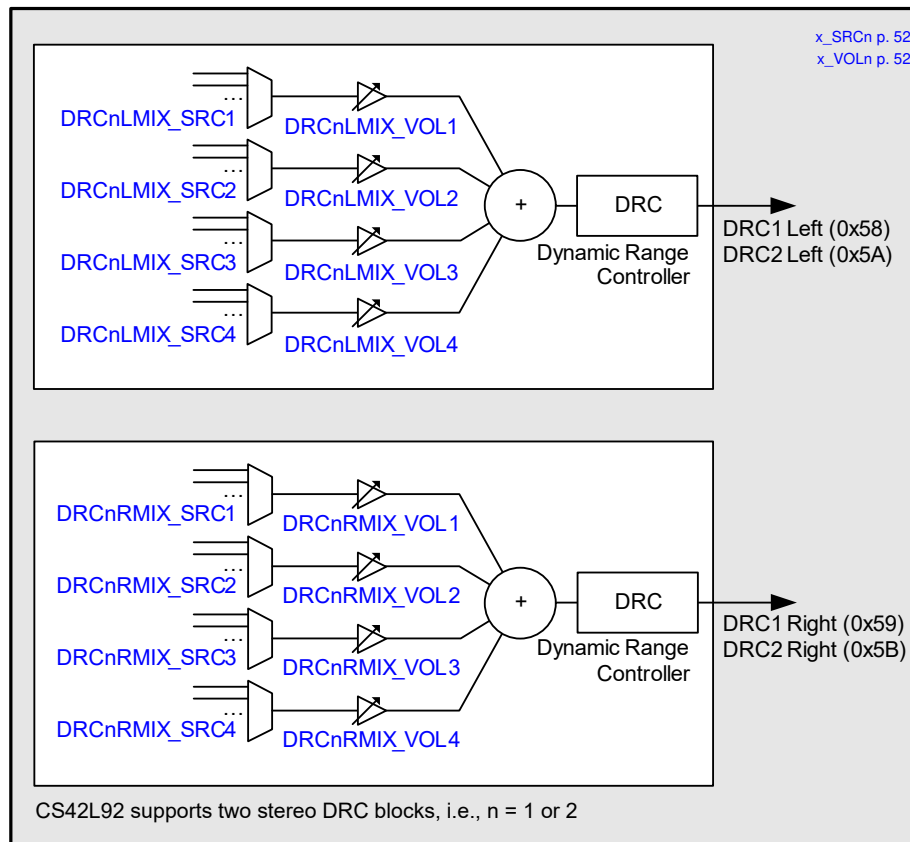 x_SRCn p. 52
x_VOLn p. 52
...
DRCnLMIX_SRC1
DRCnLMIX_VOL1
...
DRCnLMIX_SRC2
DRCnLMIX_VOL2
...
DRCnLMIX_SRC3
DRCnLMIX_VOL3
...
DRCnLMIX_SRC4
DRCnLMIX_VOL4
+
DRC
Dynamic Range
Controller
DRC1 Left (0x58)
DRC2 Left (0x5A)
...
DRCnRMIX_SRC1
DRCnRMIX_VOL1
...
DRCnRMIX_SRC2
DRCnRMIX_VOL2
...
DRCnRMIX_SRC3
DRCnRMIX_VOL3
...
DRCnRMIX_SRC4
DRCnRMIX_VOL4
+
DRC
Dynamic Range
Controller
DRC1 Right (0x59)
DRC2 Right (0x5B)
CS42L92 supports two stereo DRC blocks, i.e., n = 1 or 2